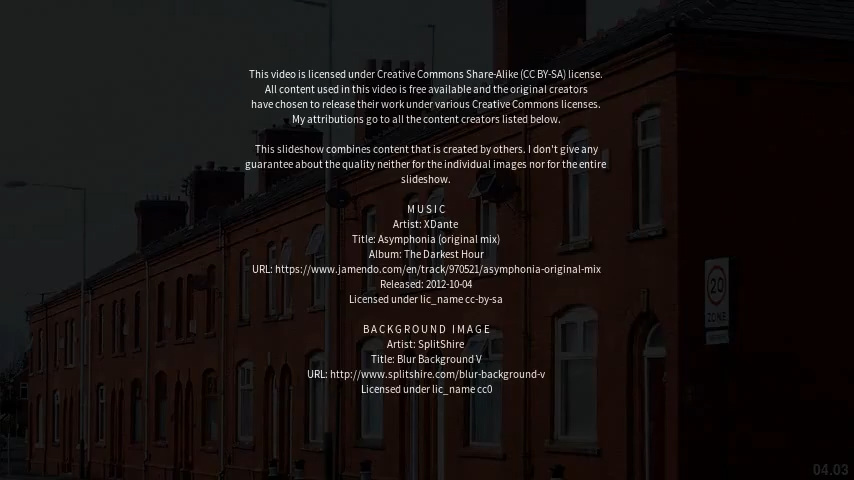 This video is licensed under Creative Commons Share-Alike (CC BY-SA) license.
All content used in this video is free available and the original creators
have chosen to release their work under various Creative Commons licenses.
My attributions go to all the content creators listed below.
This slideshow combines content that is created by others. I don't give any
guarantee about the quality neither for the individual images nor for the entire
slideshow.
MUSIC
Artist: XDante
Title: Asymphonia (original mix)
Album: The Darkest Hour
URL: https://www.jamendo.com/en/track/970521/asymphonia-original-mix
Released: 2012-10-04
Licensed under lic_name cc-by-sa
BACKGROUND IMAGE
Artist: SplitShire
Title: Blur Background V
URL: http://www.splitshire.com/blur-background-v
Licensed under lic_name cc0
20
ZONE
04.03